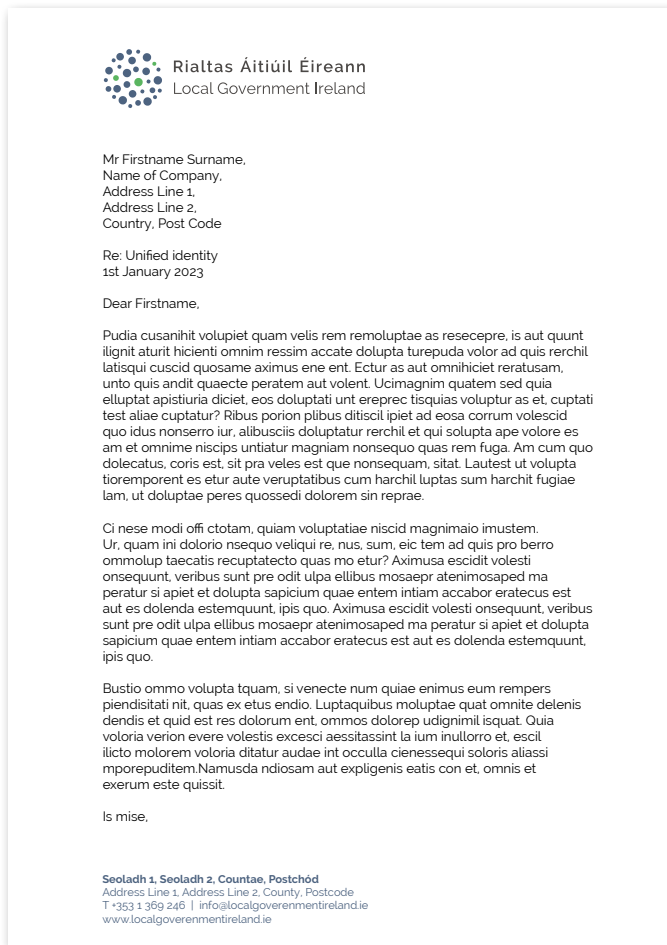 Rialtas Áitiúil Éireann
Local Government Ireland
Mr Firstname Surname,
Name of Company,
Address Line 1,
Address Line 2,
Country, Post Code
Re: Unified identity
1st January 2023
Dear Firstname,
Pudia cusanihit volupiet quam velis rem remoluptae as resecepre, is aut quunt
ilignit aturit hicienti omnim ressim accate dolupta turepuda volor ad quis rerchil
latisqui cuscid quosame aximus ene ent. Ectur as aut omnihiciet reratusam,
unto quis andit quaecte peratem aut volent. Ucimagnim quatem sed quia
elluptat apistiuria diciet, eos doluptati unt ereprec tisquias voluptur as et, cuptati
test aliae cuptatur? Ribus porion plibus ditiscil ipiet ad eosa corrum volescid
quo idus nonserro iur, alibusciis doluptatur rerchil et qui solupta ape volore es
am et omnime niscips untiatur magniam nonsequo quas rem fuga. Am cum quo
dolecatus, coris est, sit pra veles est que nonsequam, sitat. Lautest ut volupta
tioremporent es etur aute veruptatibus cum harchil luptas sum harchit fugiae
lam, ut doluptae peres quossedi dolorem sin reprae.
Ci nese modi offi ctotam, quiam voluptatiae niscid magnimaio imustem.
Ur, quam ini dolorio nsequo veliqui re, nus, sum, eic tem ad quis pro berro
ommolup taecatis recuptatecto quas mo etur? Aximusa escidit volesti
onsequunt, veribus sunt pre odit ulpa ellibus mosaepr atenimosaped ma
peratur si apiet et dolupta sapicium quae entem intiam accabor eratecus est
aut es dolenda estemquunt, ipis quo. Aximusa escidit volesti onsequunt, veribus
sunt pre odit ulpa ellibus mosaepr atenimosaped ma peratur si apiet et dolupta
sapicium quae entem intiam accabor eratecus est aut es dolenda estemquunt,
ipis quo.
Bustio ommo volupta tquam, si venecte num quiae enimus eum rempers
piendisitati nit, quas ex etus endio. Luptaquibus moluptae quat omnite delenis
dendis et quid est res dolorum ent, ommos dolorep udignimil isquat. Quia
voloria verion evere volestis excesci aessitassint la ium inullorro et, escil
ilicto molorem voloria ditatur audae int occulla cienessequi soloris aliassi
mporepuditem.Namusda ndiosam aut expligenis eatis con et, omnis et
exerum este quissit.
Is mise,
Seoladh 1, Seoladh 2, Countae, Postchód
Address Line 1, Address Line 2, County, Postcode
T +353 1 369 246 | info@localgoverenmentireland.ie
www.localgoverenmentireland.ie